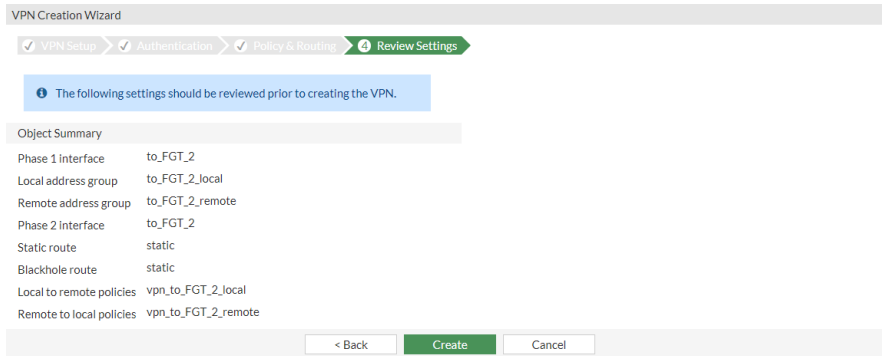 VPN Creation Wizard
VPN Setup Authentication Policy & Routing 4 Review Settings
The following settings should be reviewed prior to creating the VPN.
Object Summary
Phase 1 interface to_FGT_2
Local address group to_FGT_2_local
Remote address group to_FGT_2_remote
Phase 2 interface to_FGT_2
Static route static
Blackhole route static
Local to remote policies vpn_to_FGT_2_local
Remote to local policies vpn_to_FGT_2_remote
< Back Create Cancel